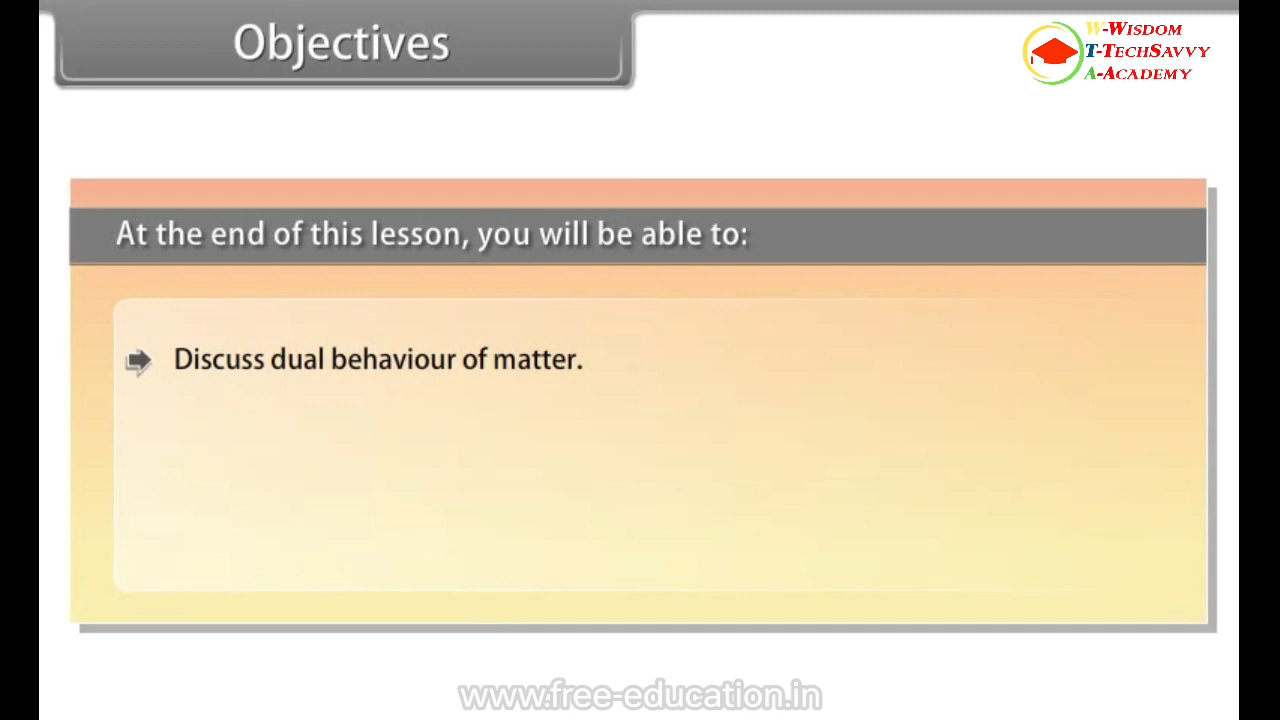 Objectives
W-Wisdom
T-TechSavvy
A-Academy
At the end of this lesson, you will be able to:
Discuss dual behaviour of matter.
www.free-education.in